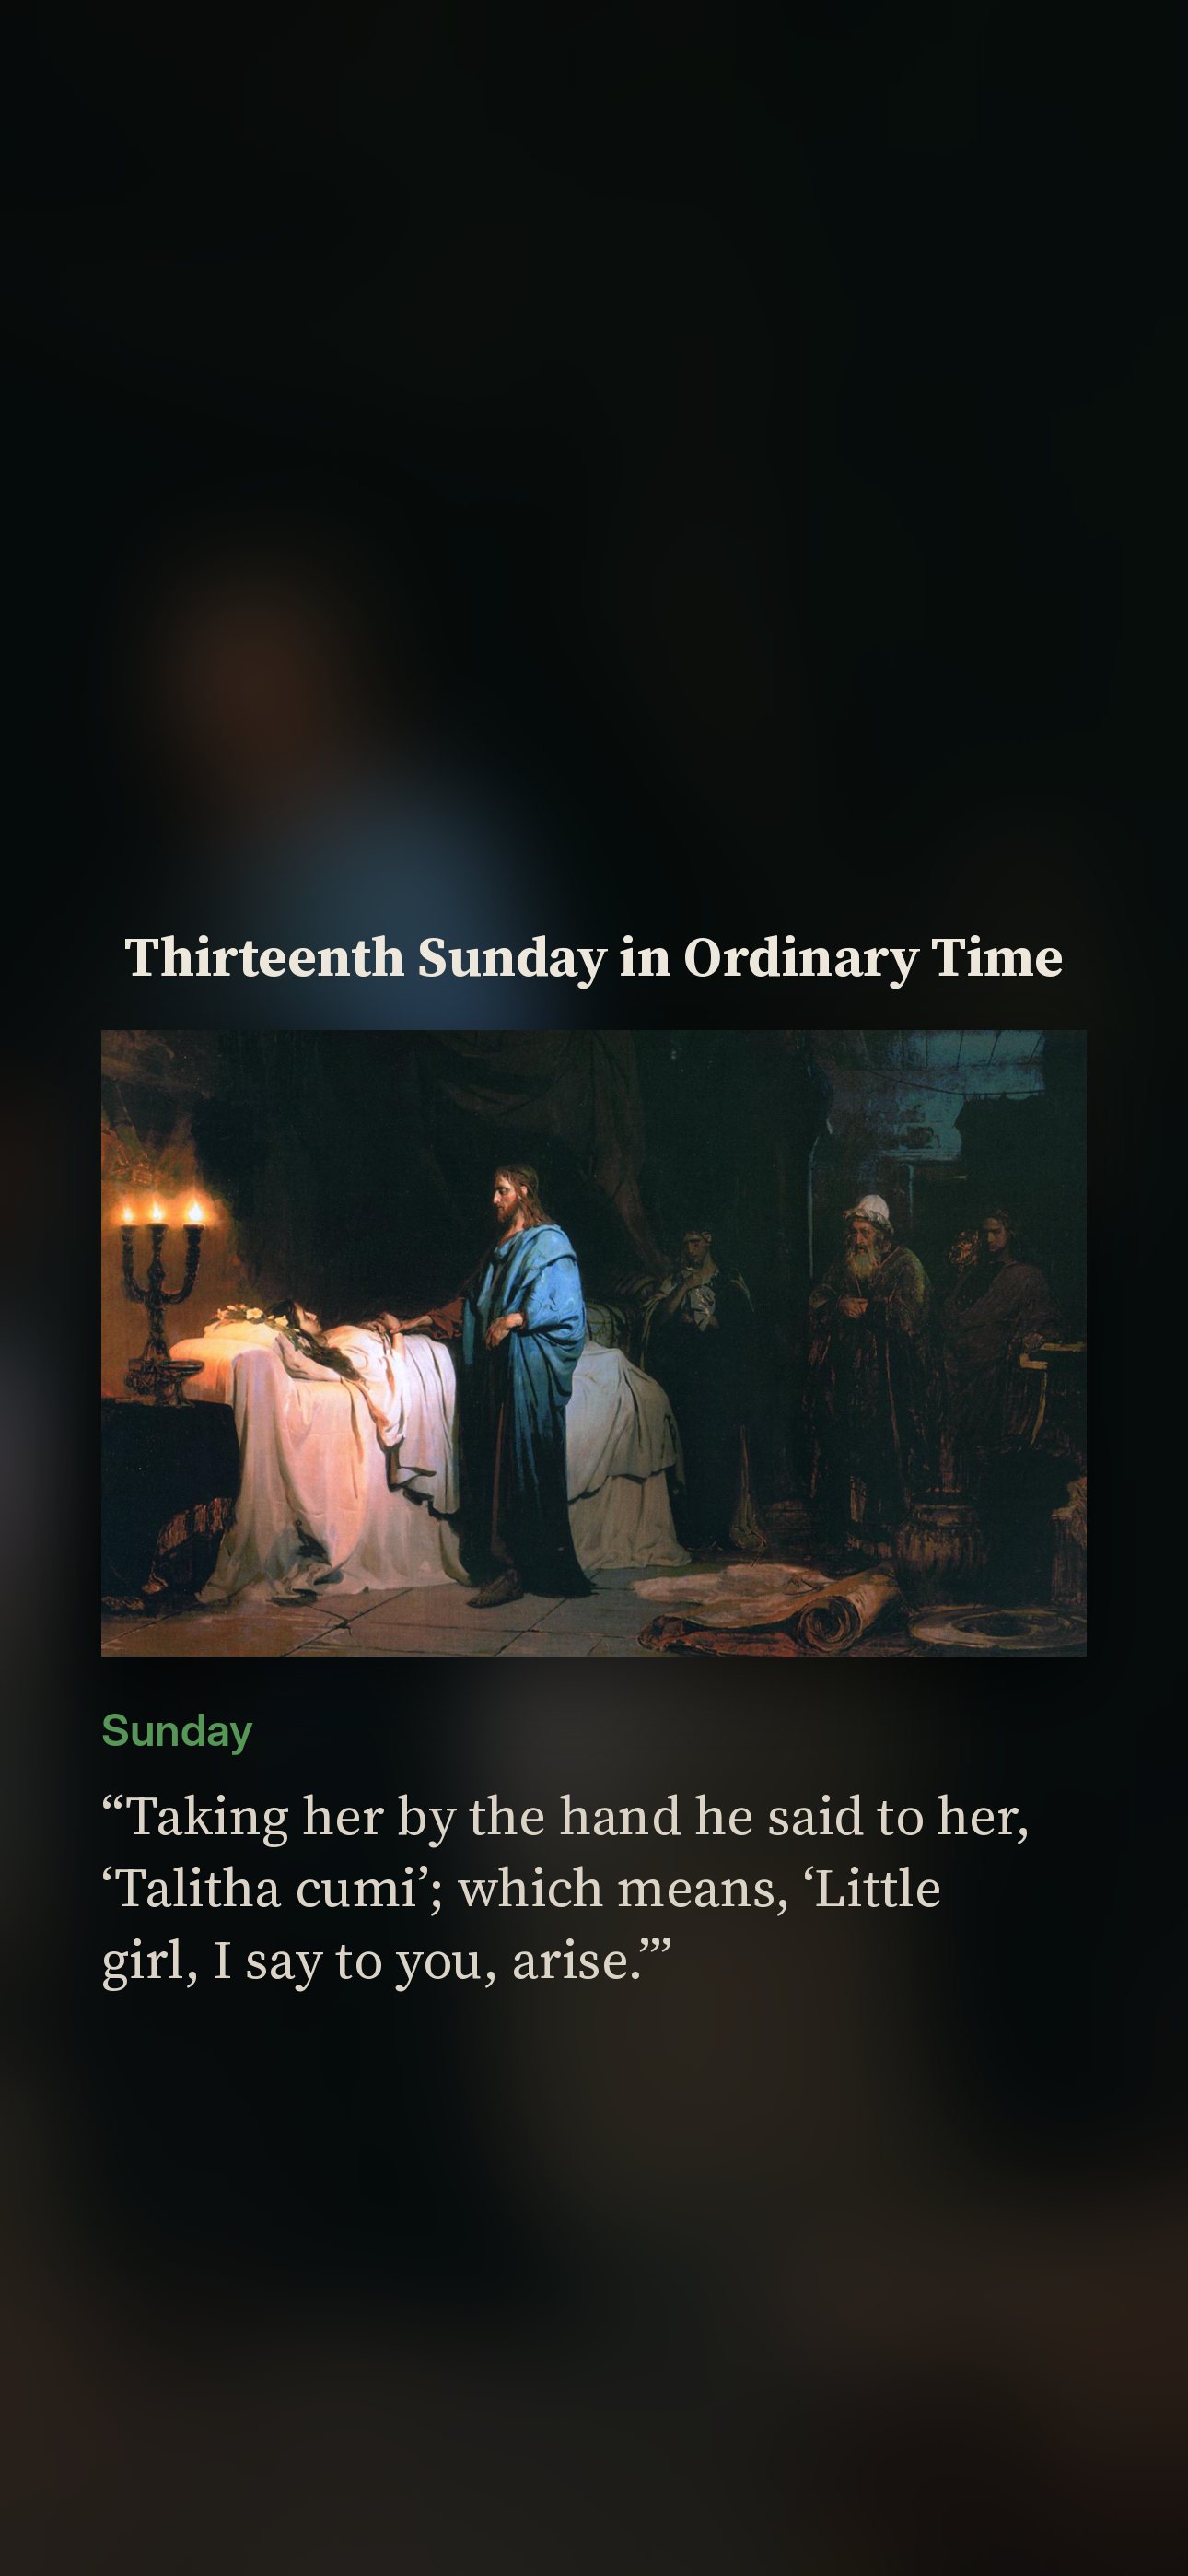 Thirteenth Sunday in Ordinary Time
Sunday
“Taking her by the hand he said to her,
‘Talitha cumi’; which means, ‘Little
girl, I say to you, arise.’”’